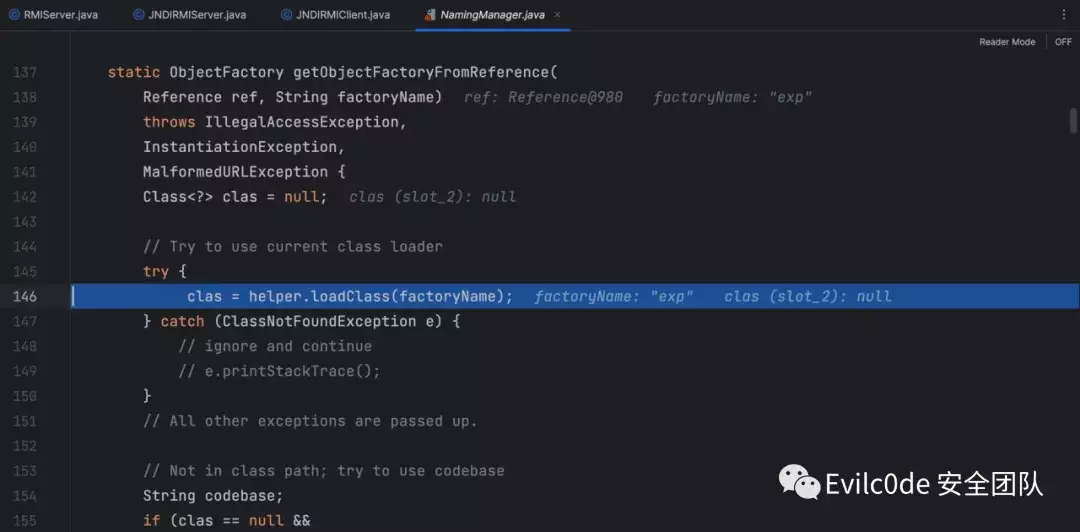 RMIServer.java JNDIRMIServer.java JNDIRMIClient.java NamingManager.java
Reader Mode OFF
137 static ObjectFactory getObjectFactoryFromReference(
138 Reference ref, String factoryName) ref: Reference@980 factoryName: "exp"
139 throws IllegalAccessException,
140 InstantiationException,
141 MalformedURLException {
142 Class<?> clas = null; clas (slot_2): null
143
144 // Try to use current class loader
145 try {
146 clas = helper.loadClass(factoryName); factoryName: "exp" clas (slot_2): null
147 } catch (ClassNotFoundException e) {
148 // ignore and continue
149 // e.printStackTrace();
150 }
151 // All other exceptions are passed up.
152
153 // Not in class path; try to use codebase
154 String codebase;
155 if (clas == null &&
Evilc0de 安全团队